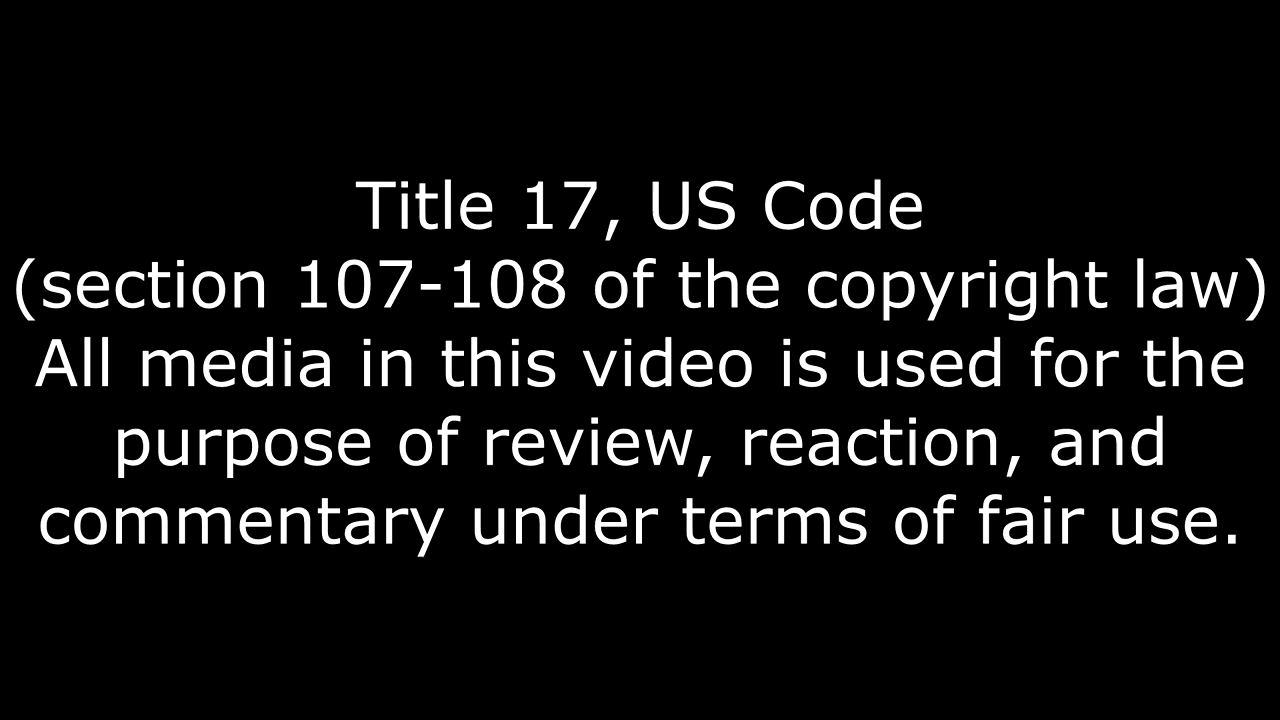 Title 17, US Code
(section 107-108 of the copyright law)
All media in this video is used for the
purpose of review, reaction, and
commentary under terms of fair use.